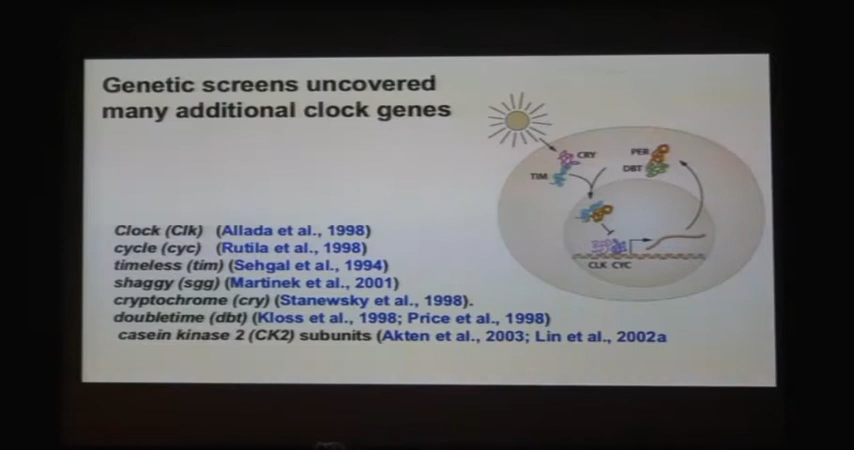 Genetic screens uncovered
many additional clock genes
CRY
PER
TIM
DBT
Clock (Clk) (Allada et al., 1998)
cycle (cyc) (Rutila et al., 1998)
timeless (tim) (Sehgal et al., 1994)
shaggy (sgg) (Martinek et al., 2001)
CLK CYC
cryptochrome (cry) (Stanewsky et al., 1998).
doubletime (dbt) (Kloss et al., 1998; Price et al., 1998)
casein kinase 2 (CK2) subunits (Akten et al., 2003; Lin et al., 2002a